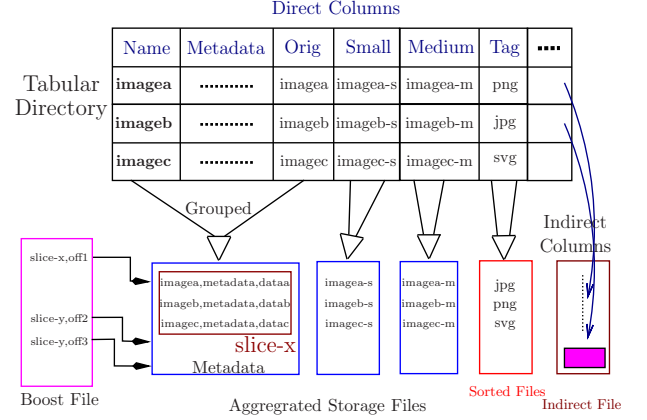 Direct Columns
Name Metadata Orig Small Medium Tag ....
Tabular Directory
imagea ............ imagea imagea-s imagea-m png
imageb ............ imageb imageb-s imageb-m jpg
imagec ............ imagec imagec-s imagec-m svg
Grouped
Indirect
Columns
slice-x,off1
slice-y,off2
slice-y,off3
Boost File
imagea,metadata,dataa
imageb,metadata,datab
imagec,metadata,datac
slice-x
Metadata
imagea-s
imageb-s
imagec-s
imagea-m
imageb-m
imagec-m
jpg
png
svg
Sorted Files
Indirect File
Aggregrated Storage Files